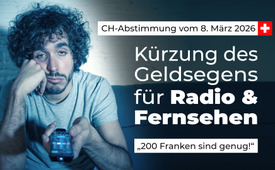 CH-Abstimmung vom 8. März 2026
Kürzung des
Geldsegens
für Radio &
Fernsehen
„200 Franken sind genug!“